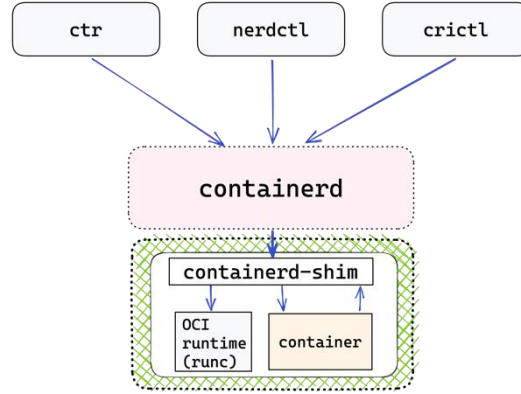 ctr
nerdctl
crictl
containerd
containerd-shim
OCI
runtime
(runc)
container